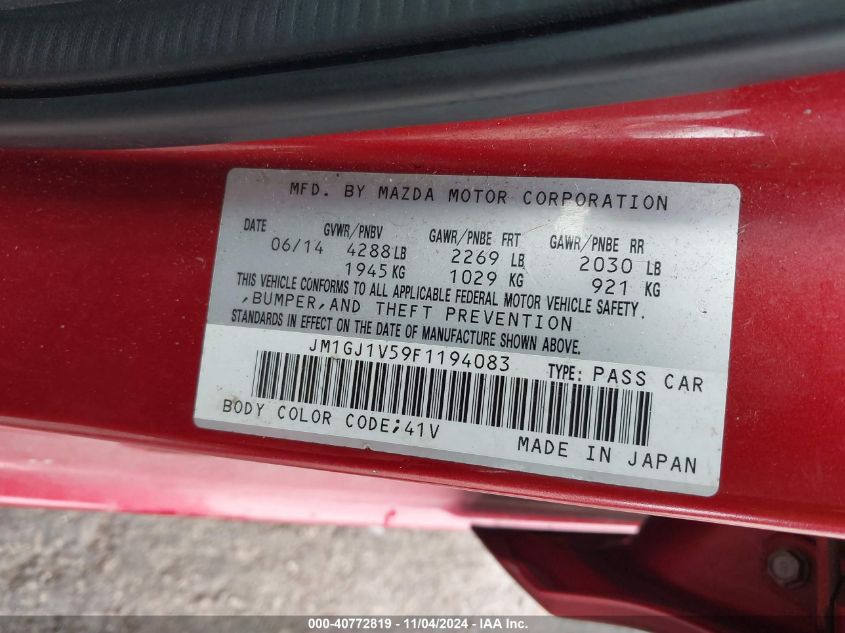 MFD. BY MAZDA MOTOR CORPORATION
DATE GVWR/PNBV GAWR/PNBE FRT GAWR/PNBE RR
06/14 4288 LB 2269 LB 2030 LB
1945 KG 1029 KG 921 KG
THIS VEHICLE CONFORMS TO ALL APPLICABLE FEDERAL MOTOR VEHICLE SAFETY,
,BUMPER,AND THEFT PREVENTION
STANDARDS IN EFFECT ON THE DATE OF MANUFACTURE SHOWN ABOVE.
JM1GJ1V59F1194083 TYPE: PASS CAR
BODY COLOR CODE;41V
MADE IN JAPAN
000-40772819 - 11/04/2024 - IAA Inc.